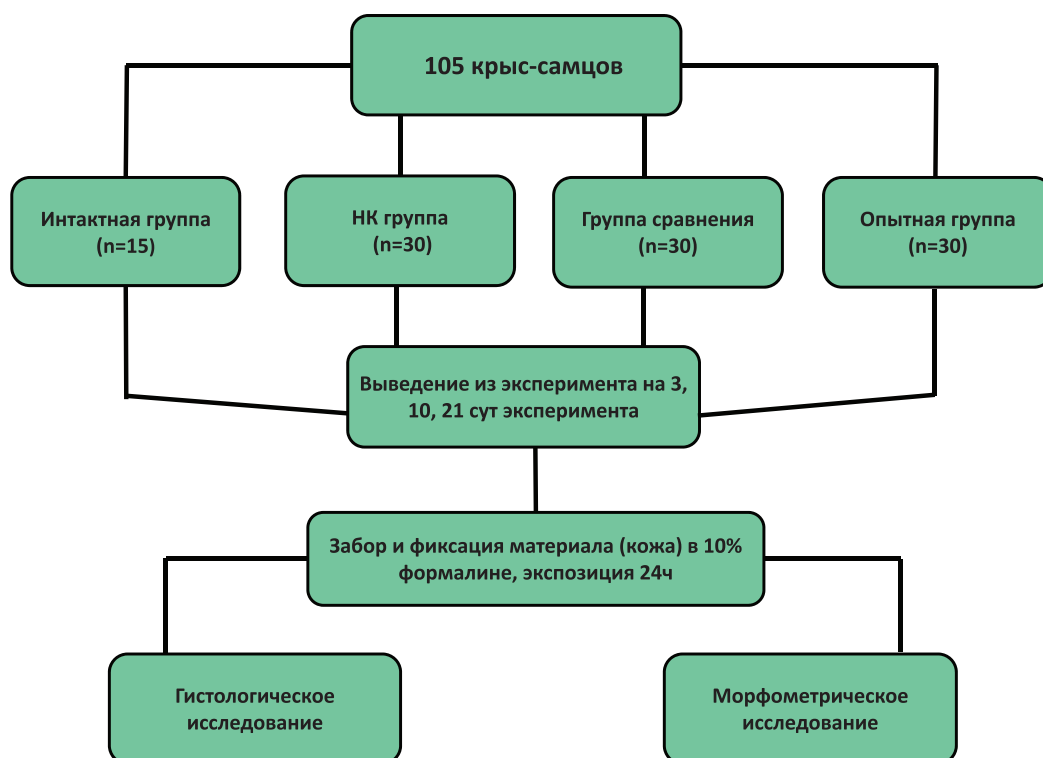 105 крыс-самцов
Интактная группа
(n=15)
НК группа
(n=30)
Группа сравнения
(n=30)
Опытная группа
(n=30)
Выведение из эксперимента на 3,
10, 21 сут эксперимента
Забор и фиксация материала (кожа) в 10%
формалине, экспозиция 24ч
Гистологическое
исследование
Морфометрическое
исследование